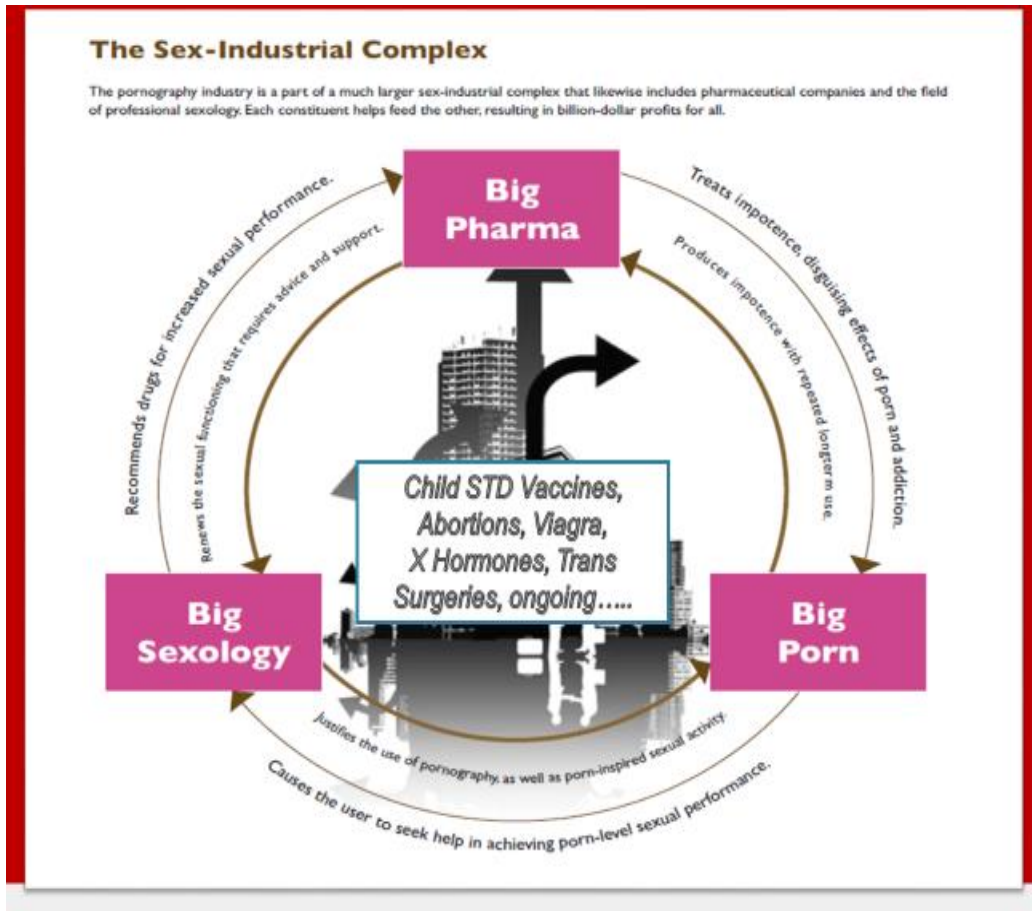 The Sex-Industrial Complex
The pornography industry is a part of a much larger sex-industrial complex that likewise includes pharmaceutical companies and the field
of professional sexology. Each constituent helps feed the other, resulting in billion-dollar profits for all.
Big
Pharma
Recommends drugs for increased sexual performance.
Renews the sexual functioning that requires advice and support.
Treats impotence, disguising effects of porn and addiction.
Produces impotence with repeated longterm use.
Child STD Vaccines,
Abortions, Viagra,
X Hormones, Trans
Surgeries, ongoing.....
Big
Sexology
Big
Porn
Justifies the use of pornography, as well as porn-inspired sexual activity.
Causes the user to seek help in achieving porn-level sexual performance.